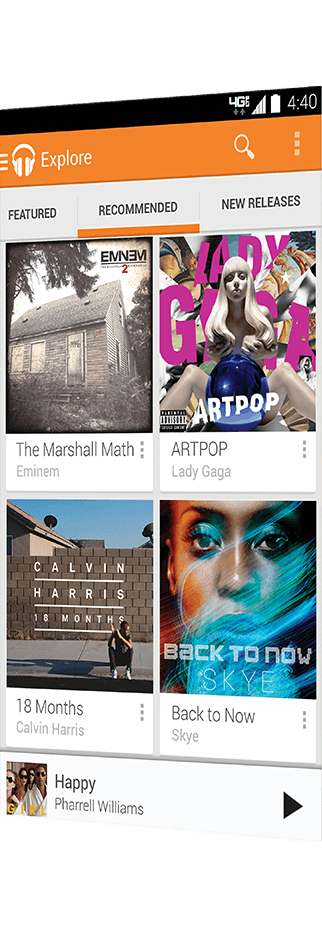 4G LTE 4:40
Explore
FEATURED RECOMMENDED NEW RELEASES
EMINEM
2
LADY
GAGA
ARTPOP
PARENTAL
ADVISORY
EXPLICIT CONTENT
The Marshall Math
Eminem
ARTPOP
Lady Gaga
CALVIN
HARRIS
18 MONTHS
BACK TO NOW
SKYE
18 Months
Calvin Harris
Back to Now
Skye
GIRL
Happy
Pharrell Williams